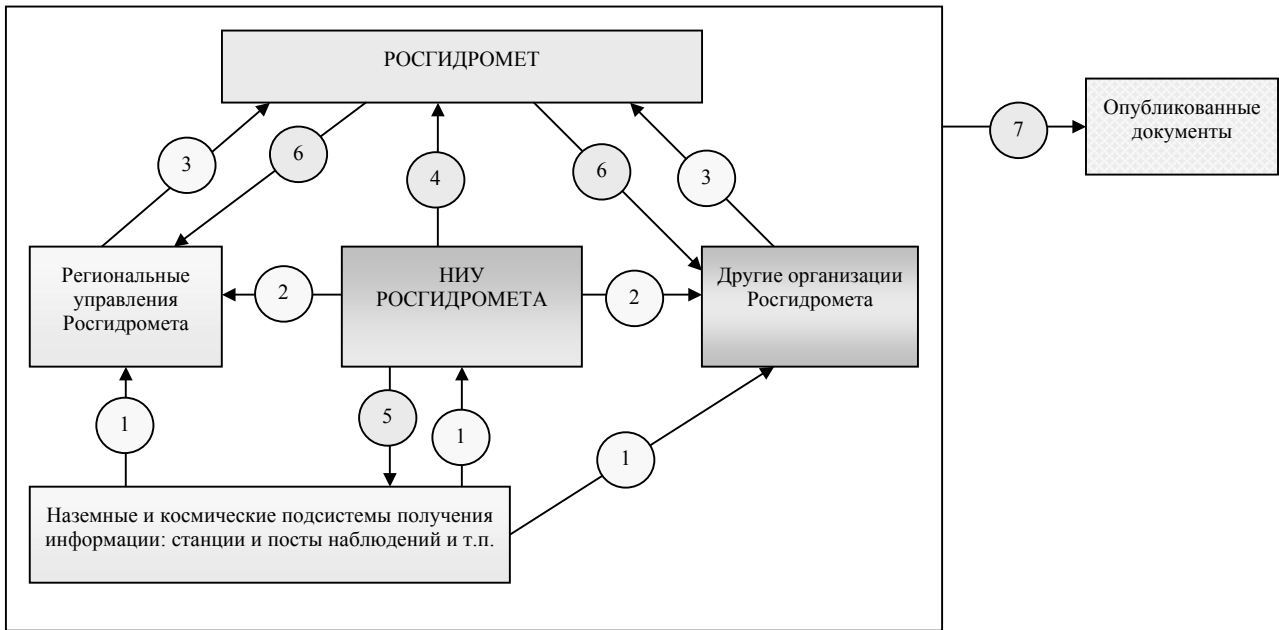 РОСГИДРОМЕТ
Опубликованные
документы
7
3
6
4
6
3
Региональные
управления
Росгидромета
2
НИУ
РОСГИДРОМЕТА
2
Другие организации
Росгидромета
1
5
1
1
Наземные и космические подсистемы получения
информации: станции и посты наблюдений и т.п.